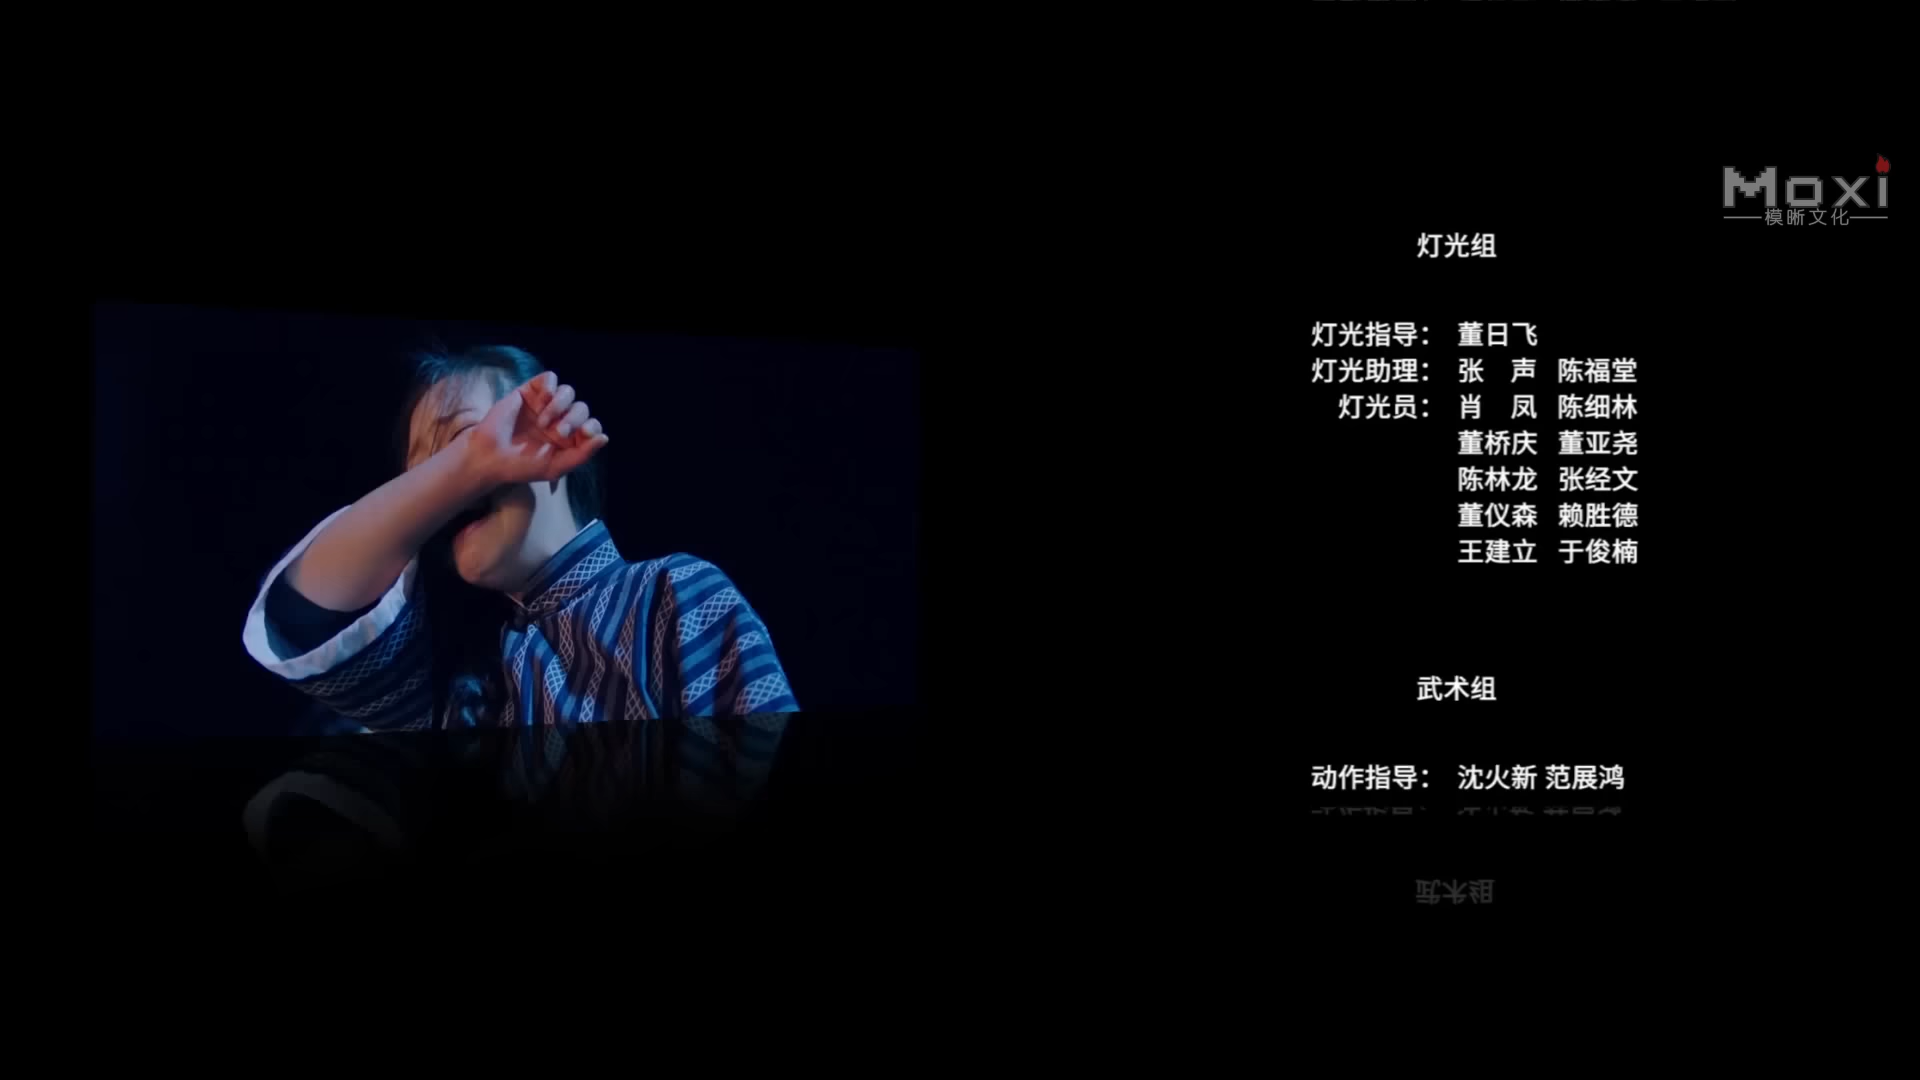 Moxi
模晰文化
灯光组
灯光指导： 董日飞
灯光助理： 张 声 陈福堂
灯光员： 肖 凤 陈细林
董桥庆 董亚尧
陈林龙 张经文
董仪森 赖胜德
王建立 于俊楠
武术组
动作指导： 沈火新 范展鸿